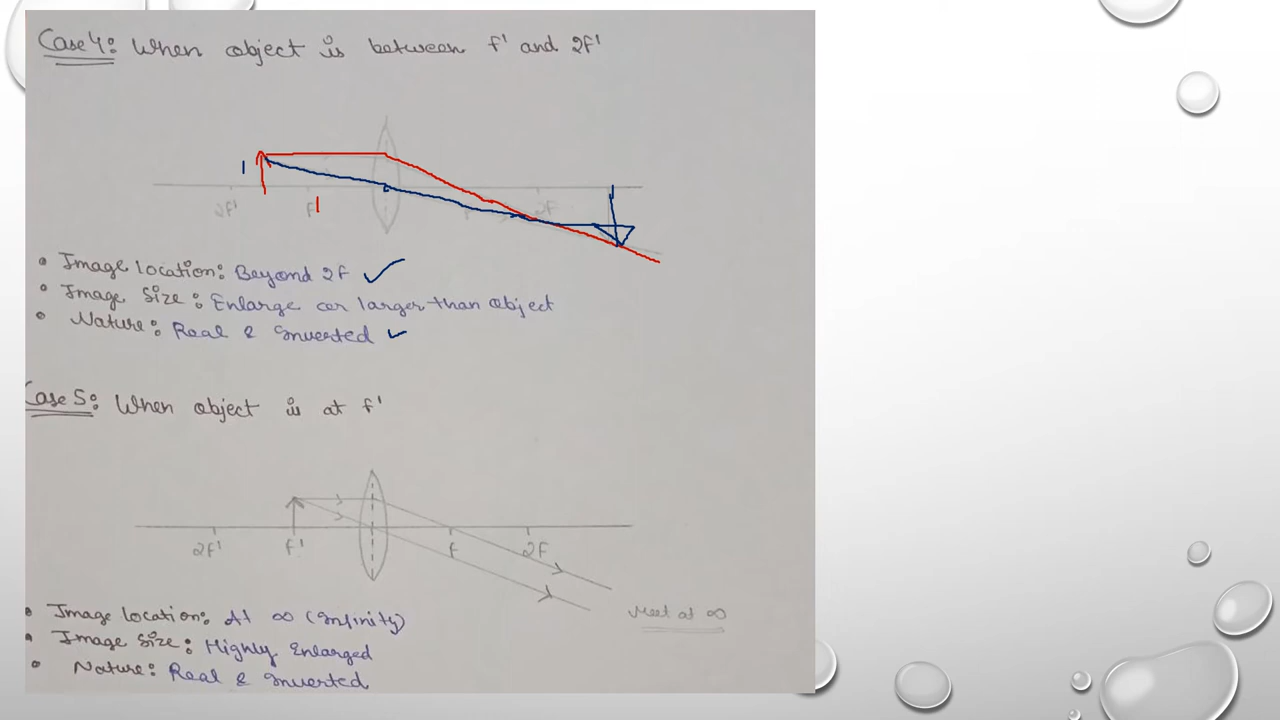 Case 4: When object is between f' and 2f'
2F' f' F 2F
Image location: Beyond 2F
Image Size: Enlarge or larger than object
Nature: Real & Inverted
Case 5: When object is at f'
2F' f' f 2F
Meet at ∞
Image location: At ∞ (Infinity)
Image Size: Highly Enlarged
Nature: Real & Inverted